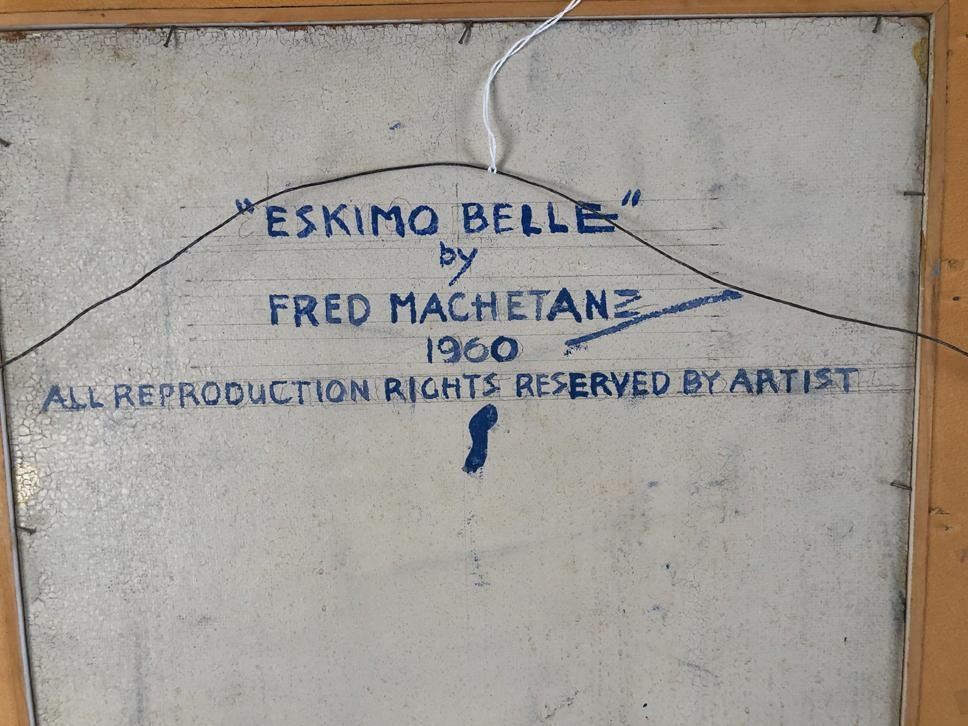 "ESKIMO BELLE"
by
FRED MACHETANZ
1960
ALL REPRODUCTION RIGHTS RESERVED BY ARTIST